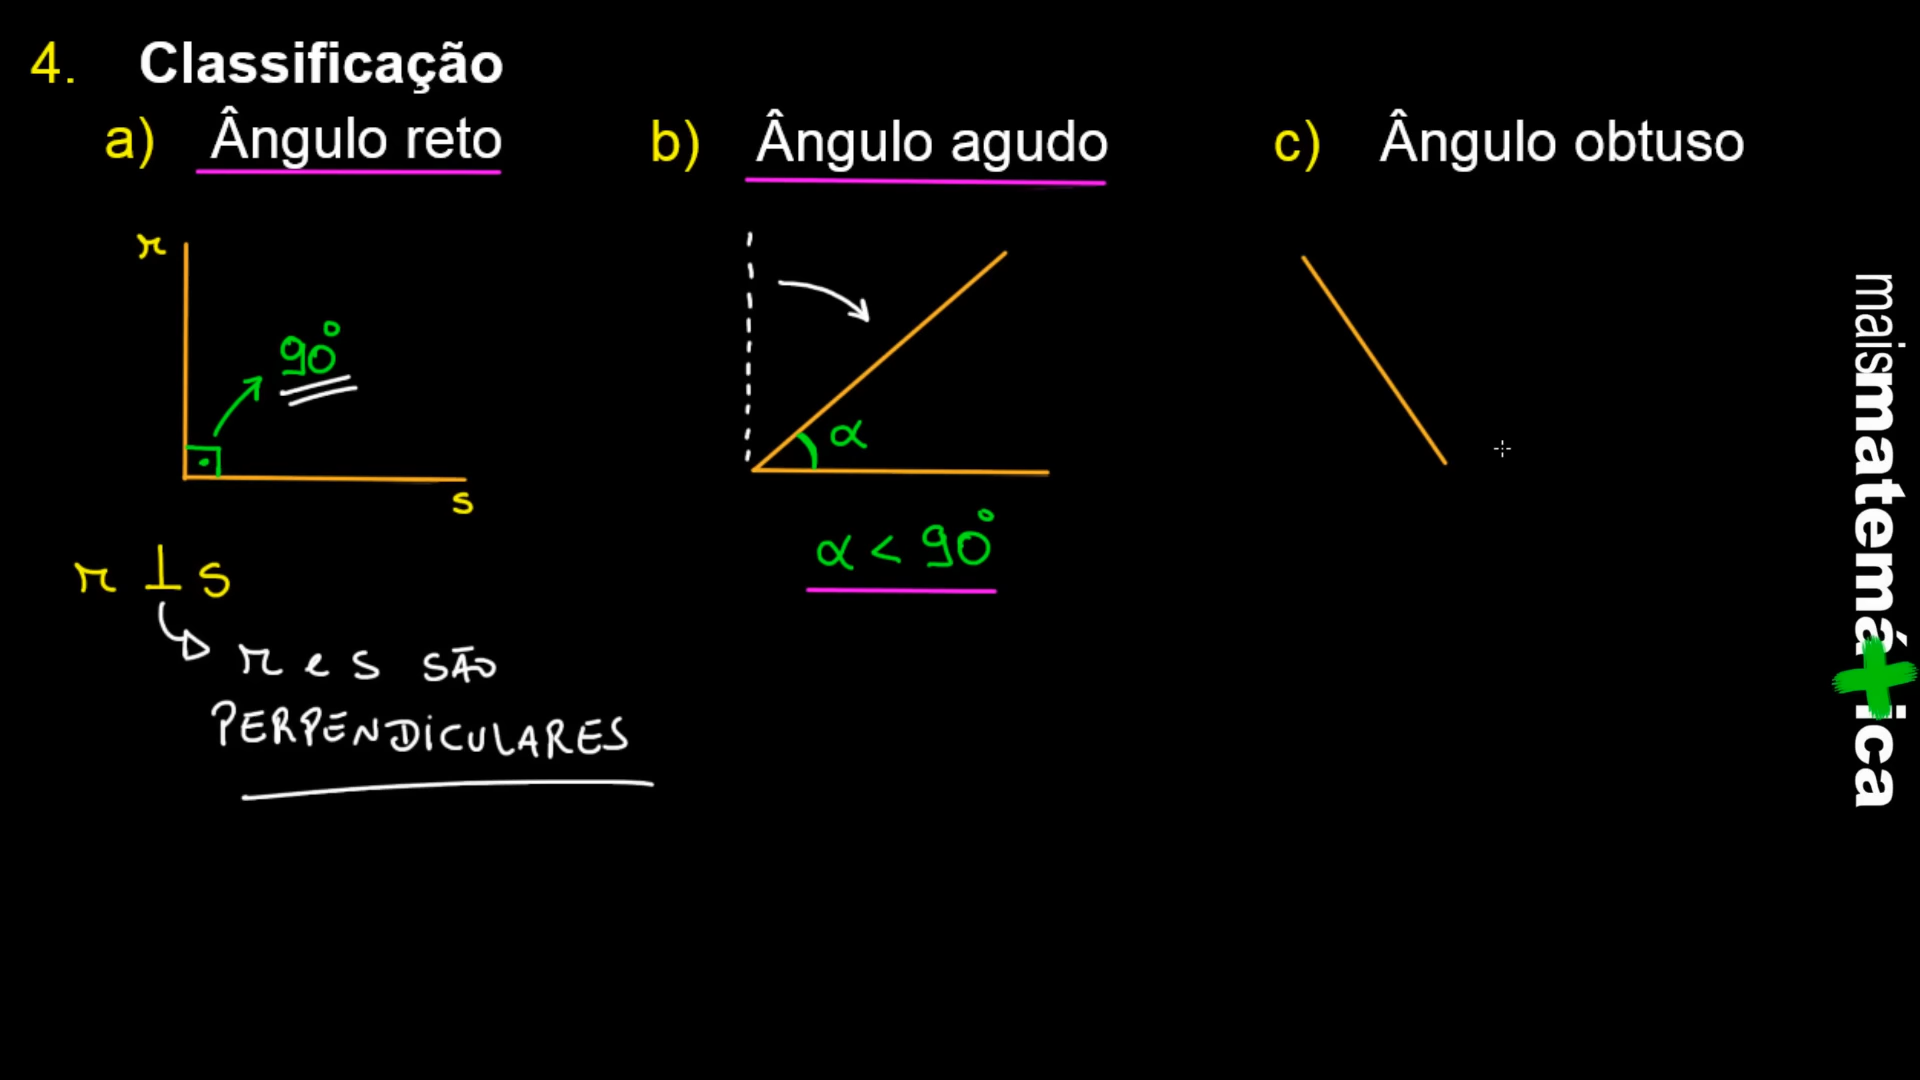 4. Classificação
a) Ângulo reto
b) Ângulo agudo
c) Ângulo obtuso
r
90°
s
r ⊥ s
r e s SÃO
PERPENDICULARES
α
α < 90°
maismatemática